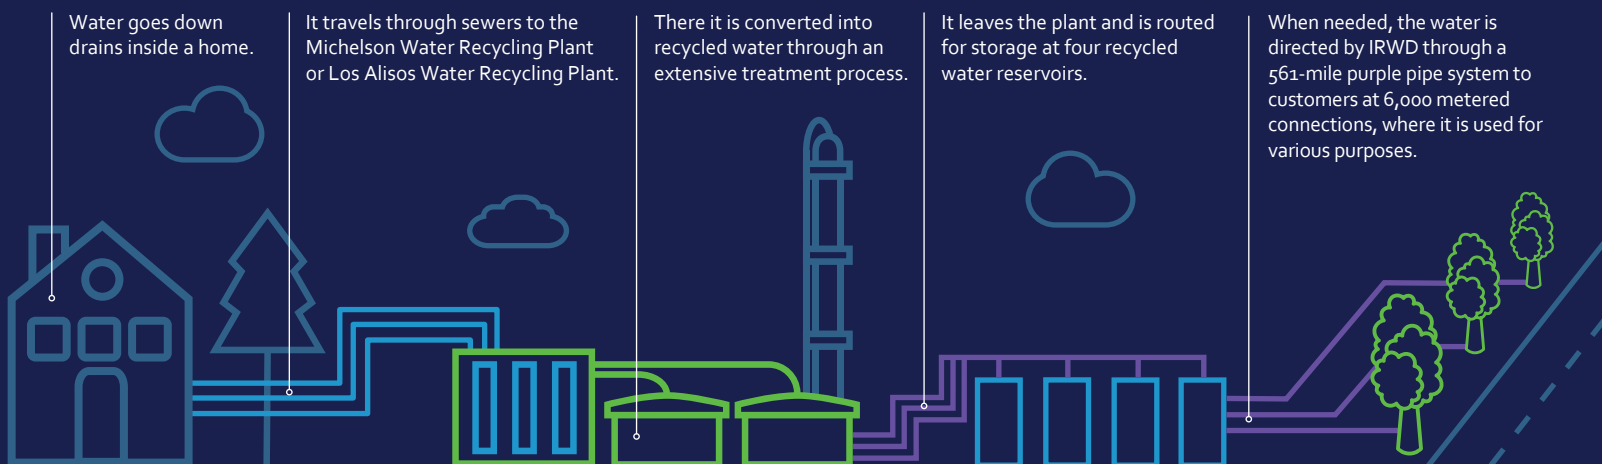 Water goes down
drains inside a home.
It travels through sewers to the
Michelson Water Recycling Plant
or Los Alisos Water Recycling Plant.
There it is converted into
recycled water through an
extensive treatment process.
It leaves the plant and is routed
for storage at four recycled
water reservoirs.
When needed, the water is
directed by IRWD through a
561-mile purple pipe system to
customers at 6,000 metered
connections, where it is used for
various purposes.